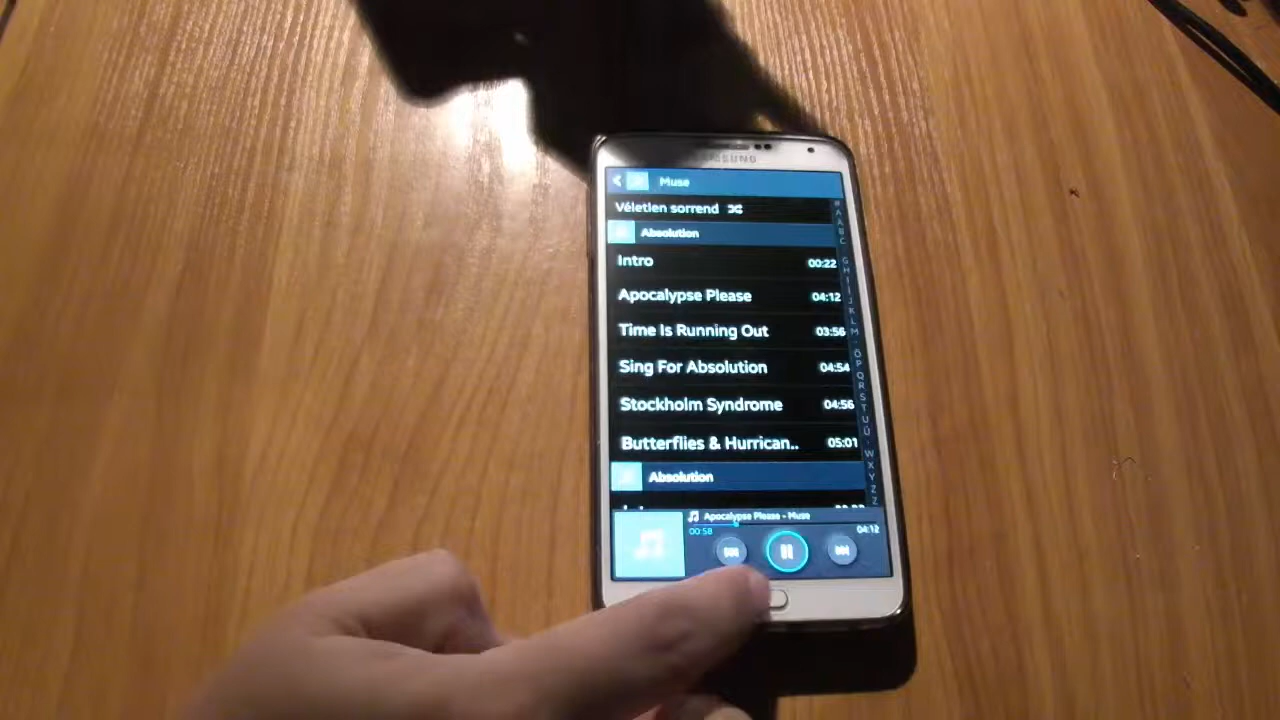 SAMSUNG
Muse
Véletlen sorrend
Absolution
Intro 00:22
Apocalypse Please 04:12
Time Is Running Out 03:56
Sing For Absolution 04:54
Stockholm Syndrome 04:56
Butterflies & Hurrican.. 05:01
Absolution
Apocalypse Please - Muse
00:58 04:12